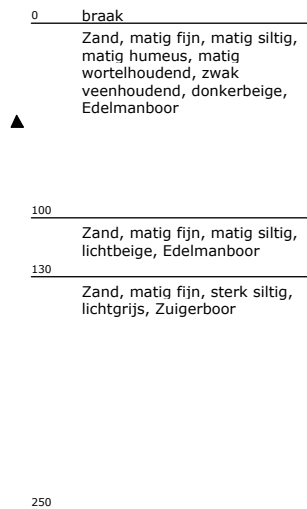 0 braak
Zand, matig fijn, matig siltig,
matig humeus, matig
wortelhoudend, zwak
veenhoudend, donkerbeige,
Edelmanboor
100
Zand, matig fijn, matig siltig,
lichtbeige, Edelmanboor
130
Zand, matig fijn, sterk siltig,
lichtgrijs, Zuigerboor
250